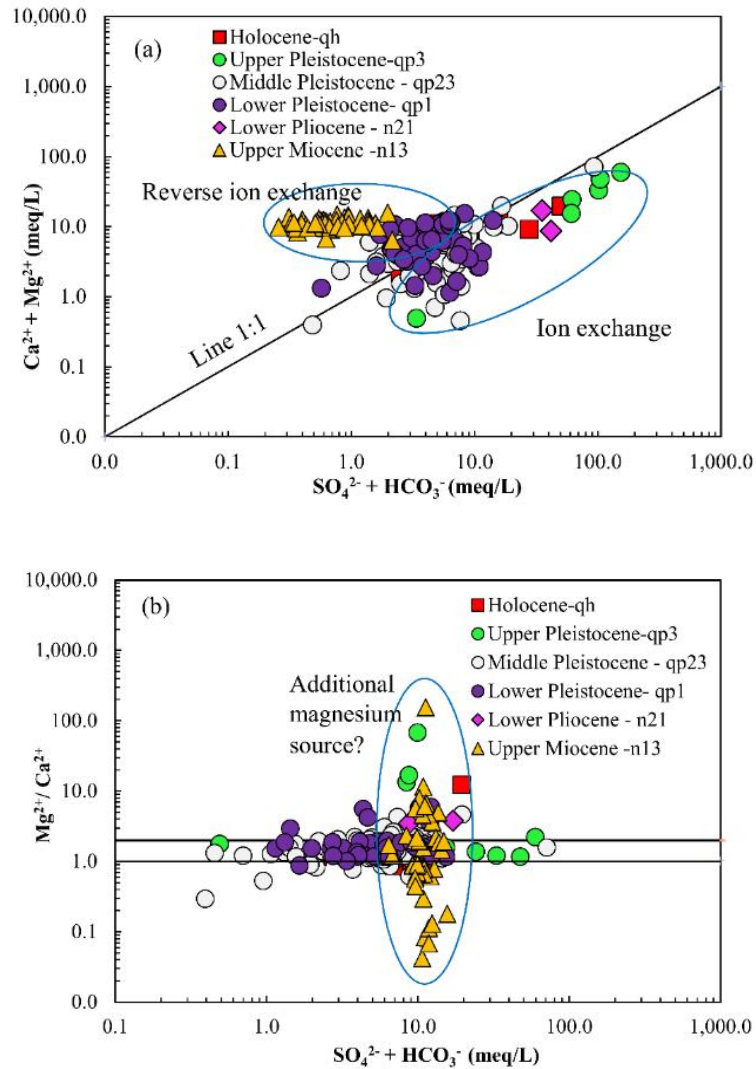 10,000.0
1,000.0
100.0
10.0
1.0
0.1
0.0
Ca²⁺ + Mg²⁺ (meq/L)
(a)
Holocene-qh
Upper Pleistocene-qp3
Middle Pleistocene - qp23
Lower Pleistocene- qp1
Lower Pliocene - n21
Upper Miocene -n13
Reverse ion exchange
Line 1:1
Ion exchange
0.0 0.1 1.0 10.0 100.0 1,000.0
SO₄²⁻ + HCO₃⁻ (meq/L)
10,000.0
1,000.0
100.0
10.0
1.0
0.1
0.0
Mg²⁺/ Ca²⁺
(b)
Holocene-qh
Upper Pleistocene-qp3
Middle Pleistocene - qp23
Lower Pleistocene- qp1
Lower Pliocene - n21
Upper Miocene -n13
Additional
magnesium
source?
0.1 1.0 10.0 100.0 1,000.0
SO₄²⁻ + HCO₃⁻ (meq/L)